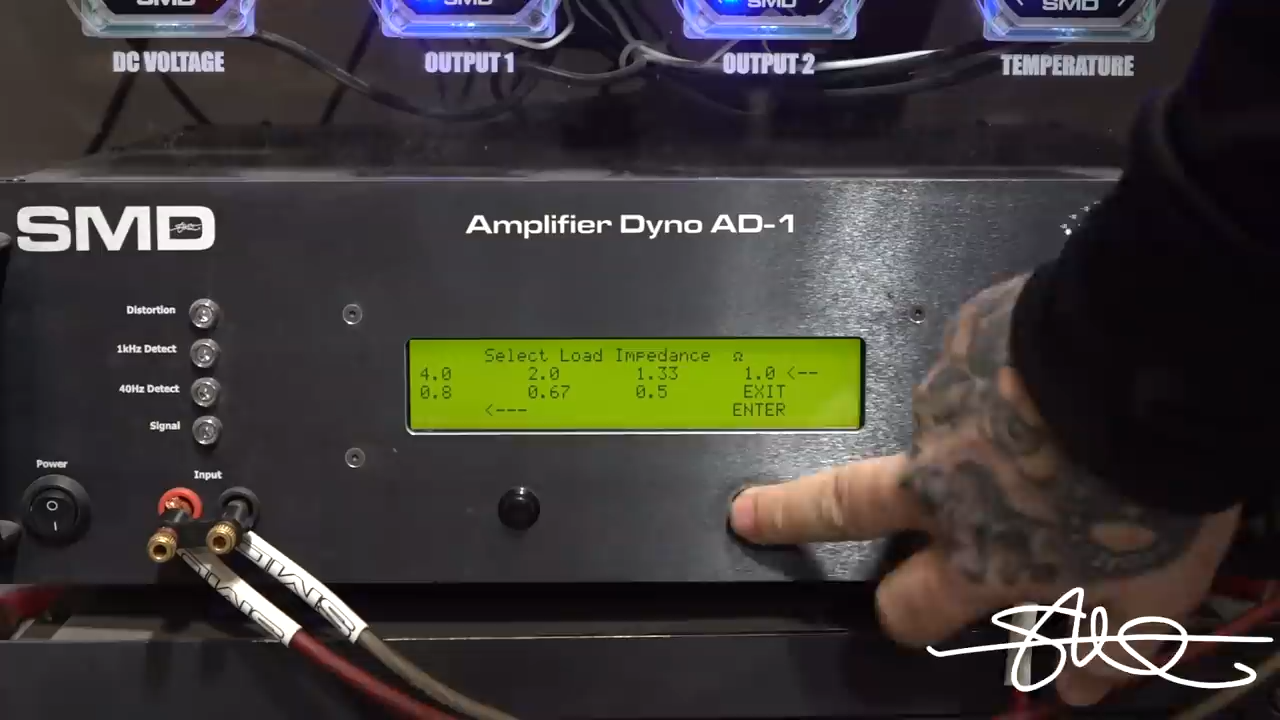 SMD
SMD
SMD
SMD
DC VOLTAGE
OUTPUT 1
OUTPUT 2
TEMPERATURE
SMD
Amplifier Dyno AD-1
Distortion
1kHz Detect
40Hz Detect
Signal
Power
Input
Select Load Impedance Ω
4.0 2.0 1.33 1.0 <--
0.8 0.67 0.5 EXIT
<--- ENTER
SMD
SMD